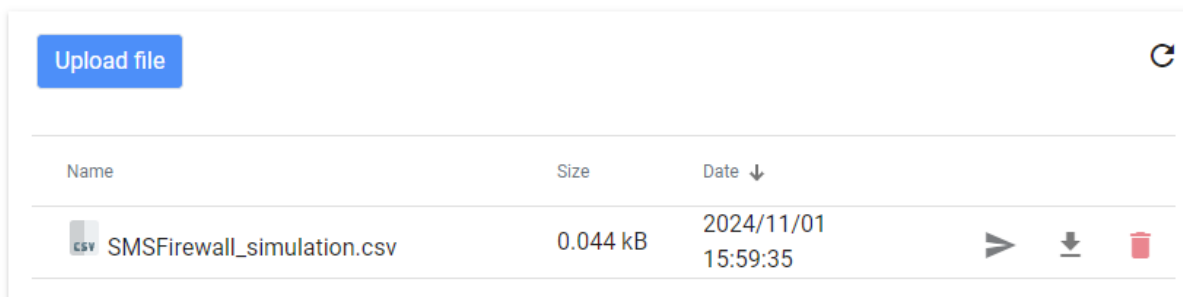 Upload file
Name Size Date
2024/11/01
CSV SMSFirewall_simulation.csv 0.044 kB
15:59:35